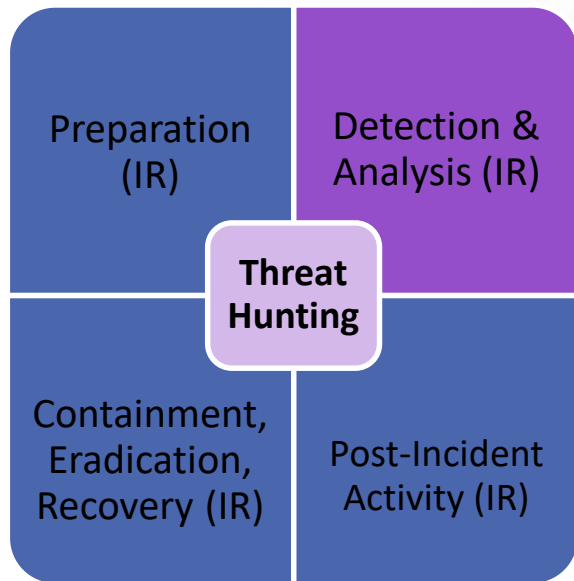 Preparation
(IR)
Detection &
Analysis (IR)
Threat
Hunting
Containment,
Eradication,
Recovery (IR)
Post-Incident
Activity (IR)